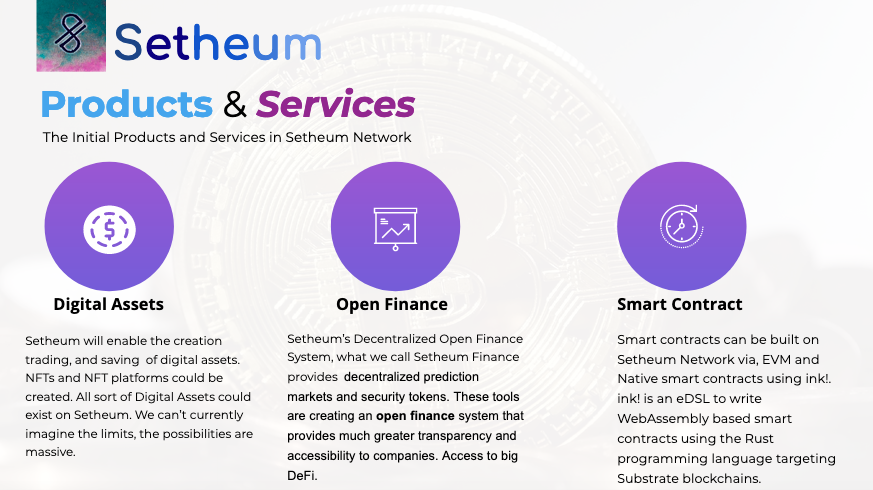 Setheum
Products & Services
The Initial Products and Services in Setheum Network
Digital Assets
Setheum will enable the creation
trading, and saving of digital assets.
NFTs and NFT platforms could be
created. All sort of Digital Assets could
exist on Setheum. We can't currently
imagine the limits, the possibilities are
massive.
Open Finance
Setheum's Decentralized Open Finance
System, what we call Setheum Finance
provides decentralized prediction
markets and security tokens. These tools
are creating an open finance system that
provides much greater transparency and
accessibility to companies. Access to big
DeFi.
Smart Contract
Smart contracts can be built on
Setheum Network via, EVM and
Native smart contracts using ink!.
ink! is an eDSL to write
WebAssembly based smart
contracts using the Rust
programming language targeting
Substrate blockchains.